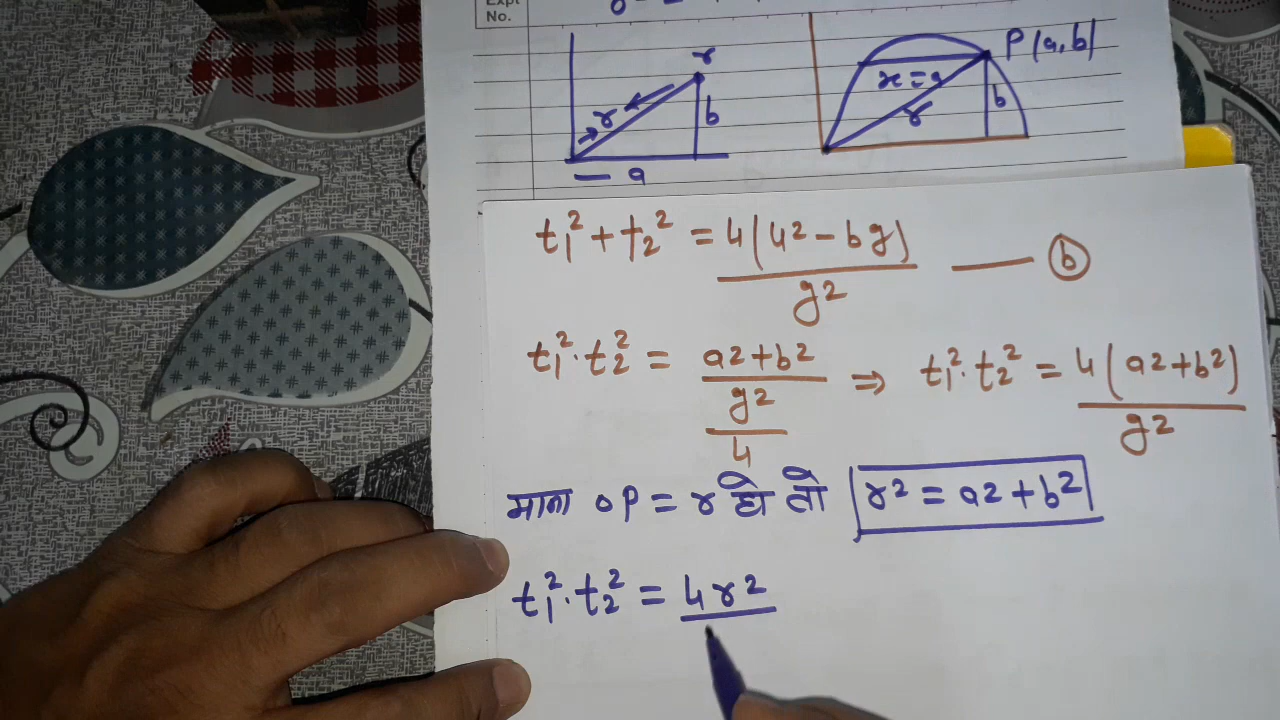 Expt
No.
r
r
b
a
P(a,b)
x=a
r
b
t₁² + t₂² = 4(u² - bg) / g² — (b)
t₁²·t₂² = (a²+b²) / (g²/4) ⇒ t₁²·t₂² = 4(a²+b²) / g²
माना OP = r हो तो r² = a² + b²
t₁²·t₂² = 4r²